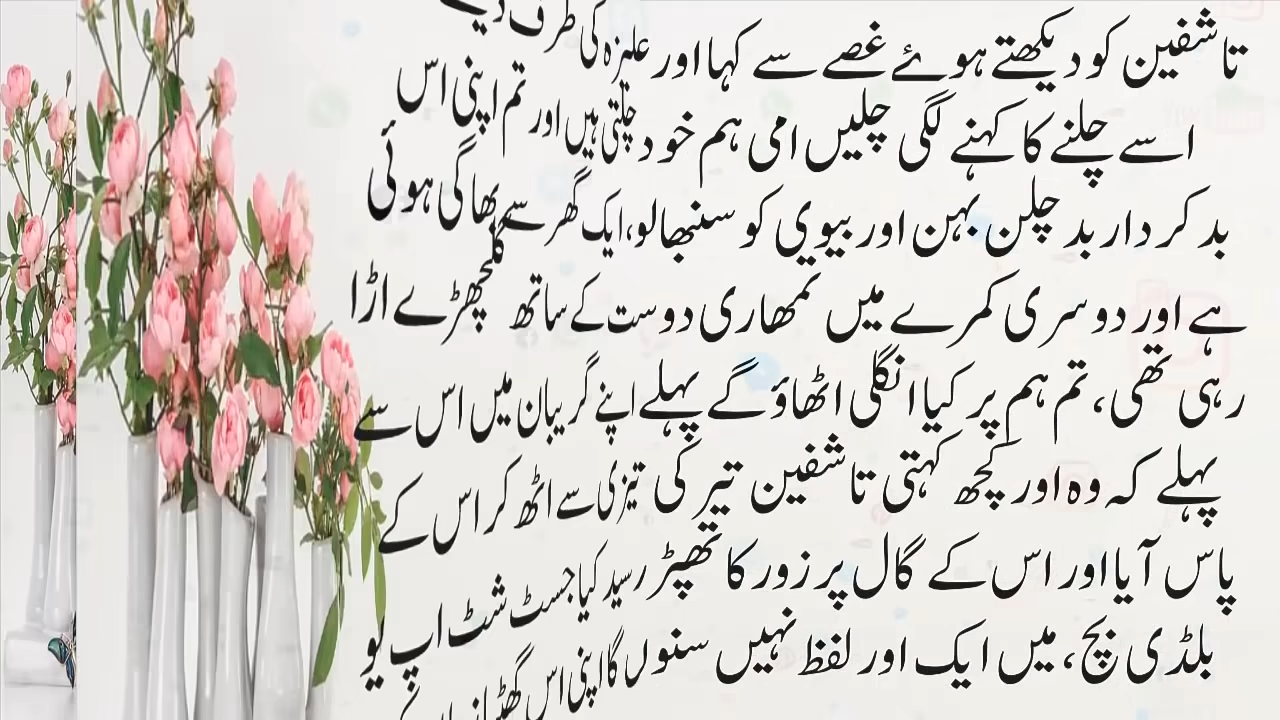 تاشفین کو دیکھتے ہوئے غصے سے کہا اور علیزہ کی طرف
اسے چلنے کا کہنے لگی چلیں امی ہم خود چلتی ہیں اور تم اپنی اس
بد کردار بد چلن بہن اور بیوی کو سنبھالو، ایک گھر سے بھاگی ہوئی
ہے اور دوسری کمرے میں تمھاری دوست کے ساتھ گلچھڑے اڑا
رہی تھی، تم ہم پر کیا انگلی اٹھاؤ گے پہلے اپنے گریبان میں اس سے
پہلے کہ وہ اور کچھ کہتی تاشفین تیر کی تیزی سے اٹھ کر اس کے
پاس آیا اور اس کے گال پر زور کا تھپڑ رسید کیا جسٹ شٹ اپ یو
بلڈی بچ، میں ایک اور لفظ نہیں سنوں گا اپنی اس